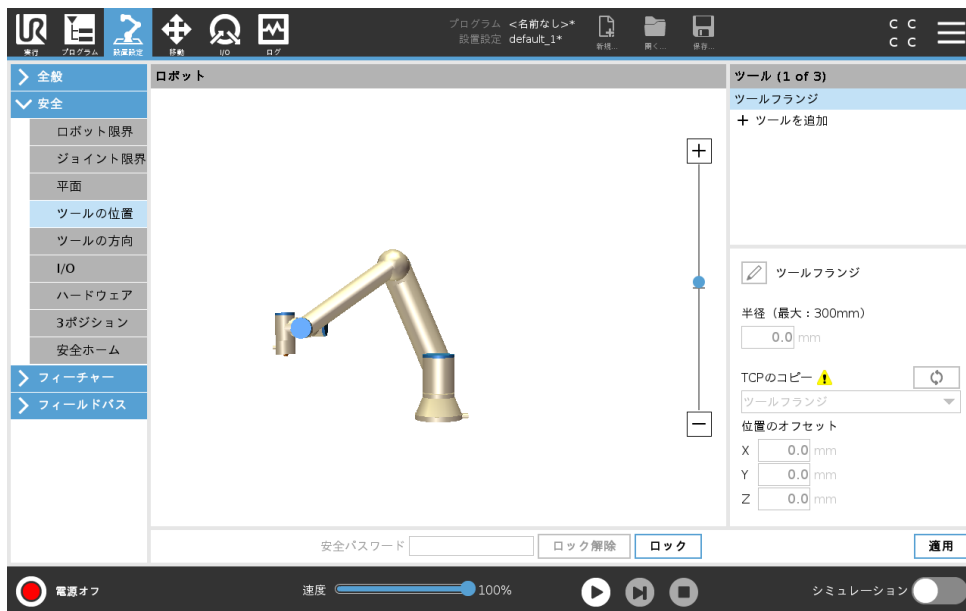 UR
プログラム <名前なし>*
設置設定 default_1*
C C
C C
実行 プログラム 設置設定 移動 I/O ログ 新規... 開く... 保存...
全般
安全
ロボット限界
ジョイント限界
平面
ツールの位置
ツールの方向
I/O
ハードウェア
3ポジション
安全ホーム
フィーチャー
フィールドバス
ロボット
ツール (1 of 3)
ツールフランジ
+ ツールを追加
ツールフランジ
半径（最大：300mm）
0.0 mm
TCPのコピー
ツールフランジ
位置のオフセット
X 0.0 mm
Y 0.0 mm
Z 0.0 mm
安全パスワード ロック解除 ロック 適用
電源オフ 速度 100% シミュレーション